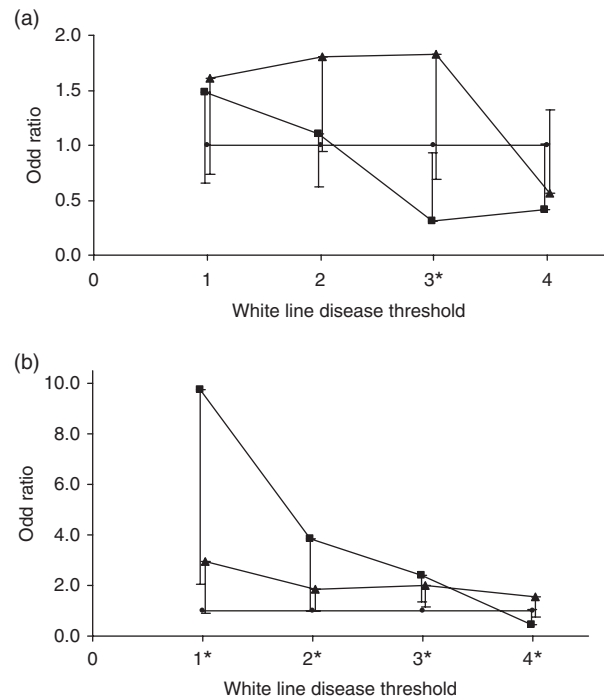 (a)
2.0
1.5
1.0
0.5
0.0
Odd ratio
0 1 2 3* 4
White line disease threshold
(b)
10.0
8.0
6.0
4.0
2.0
0.0
Odd ratio
0 1* 2* 3* 4*
White line disease threshold